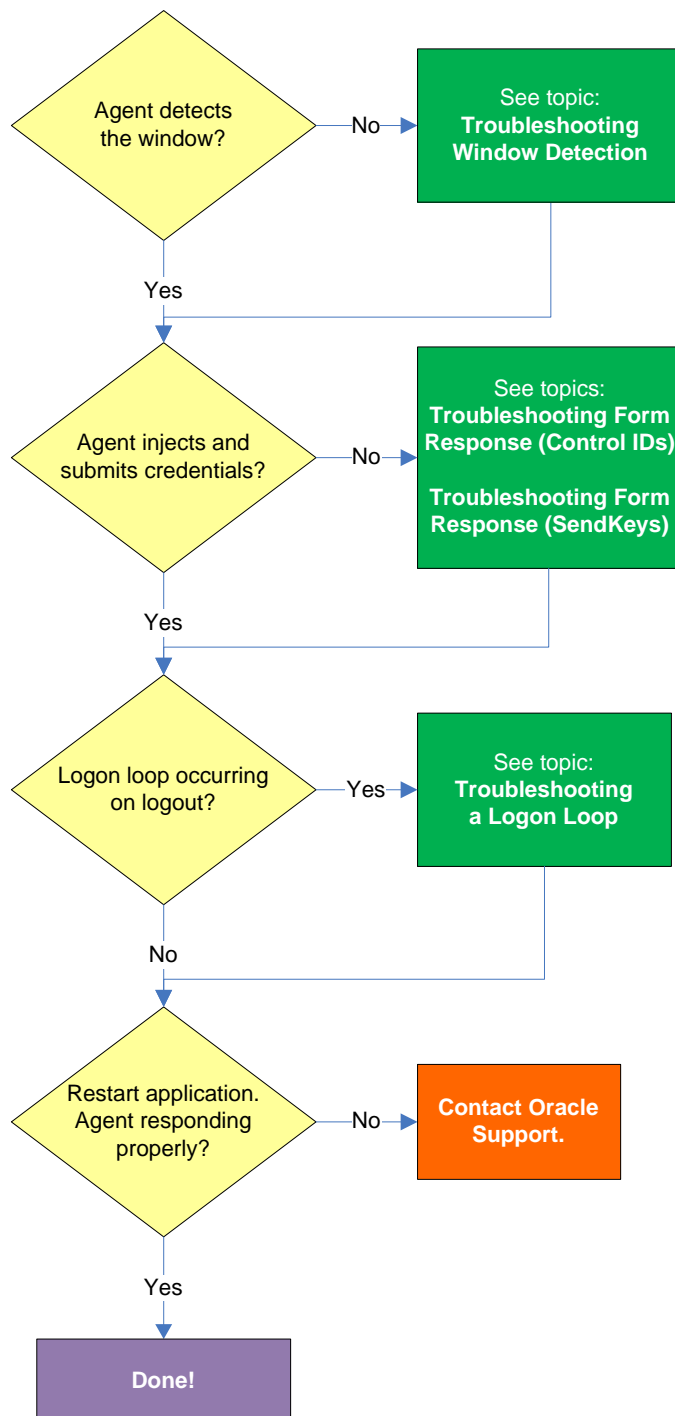 Agent detects
the window?
No
See topic:
Troubleshooting
Window Detection
Yes
Agent injects and
submits credentials?
No
See topics:
Troubleshooting Form
Response (Control IDs)
Troubleshooting Form
Response (SendKeys)
Yes
Logon loop occurring
on logout?
Yes
See topic:
Troubleshooting
a Logon Loop
No
Restart application.
Agent responding
properly?
No
Contact Oracle
Support.
Yes
Done!